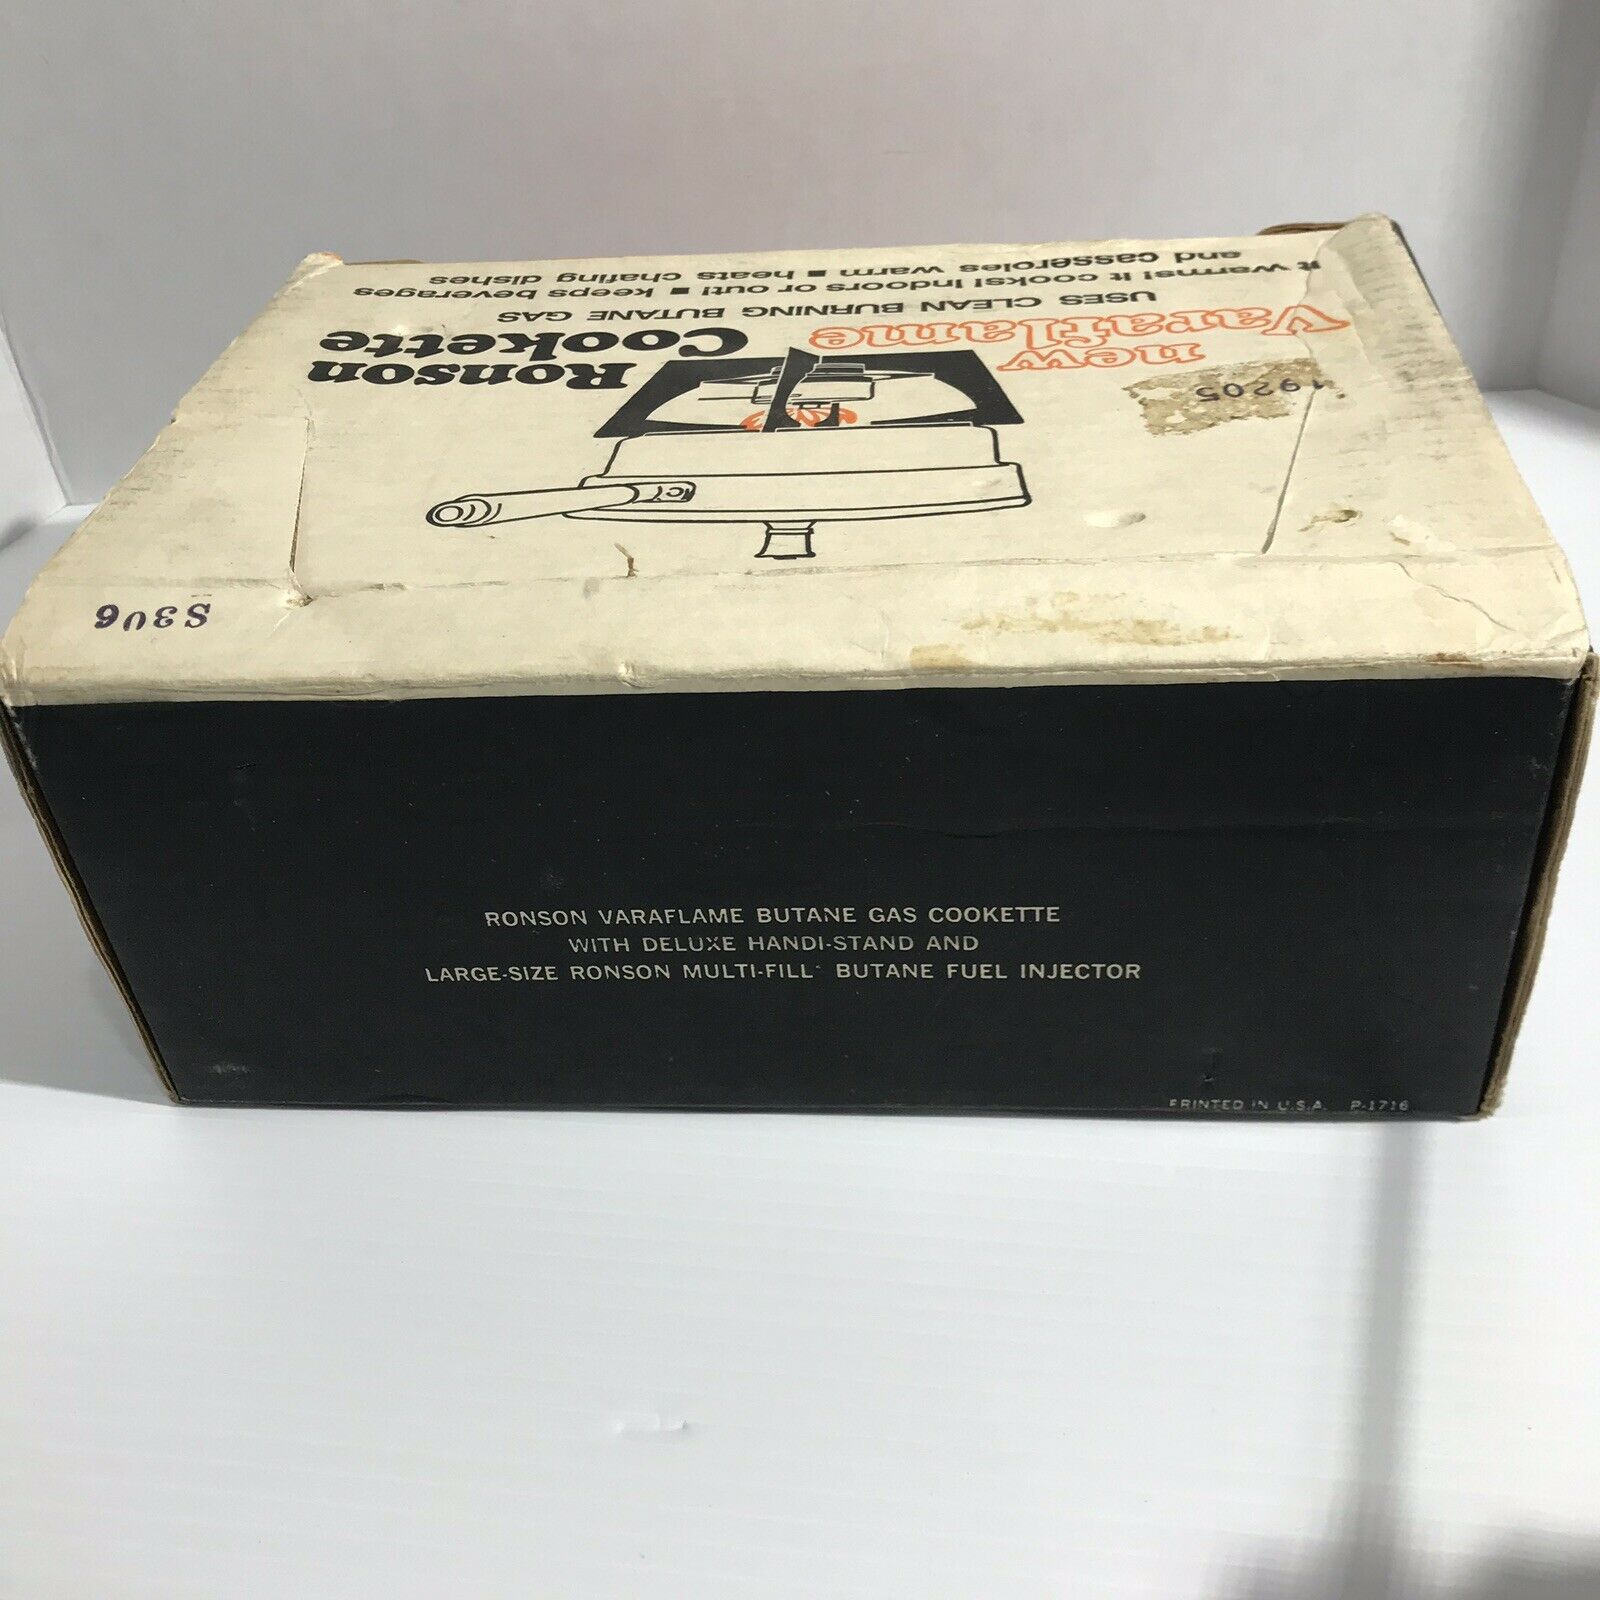 new
Varaflame
Ronson
Cookette
USES CLEAN BURNING BUTANE GAS
It warms! It cooks! Indoors or out! ■ keeps beverages
and casseroles warm ■ heats chafing dishes
19205
S306
RONSON VARAFLAME BUTANE GAS COOKETTE
WITH DELUXE HANDI-STAND AND
LARGE-SIZE RONSON MULTI-FILL BUTANE FUEL INJECTOR
PRINTED IN U.S.A. P-1716